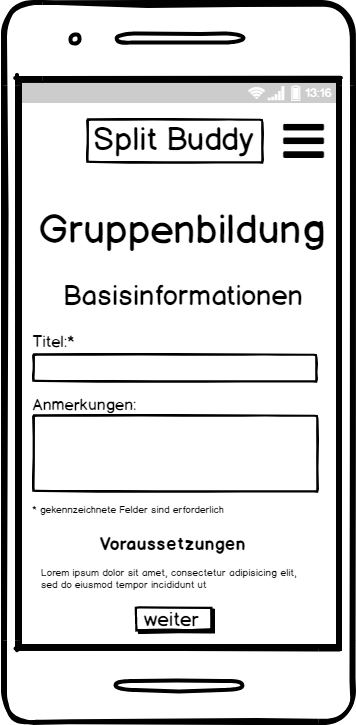 13:16
Split Buddy
Gruppenbildung
Basisinformationen
Titel:*
Anmerkungen:
* gekennzeichnete Felder sind erforderlich
Voraussetzungen
Lorem ipsum dolor sit amet, consectetur adipisicing elit,
sed do eiusmod tempor incididunt ut
weiter